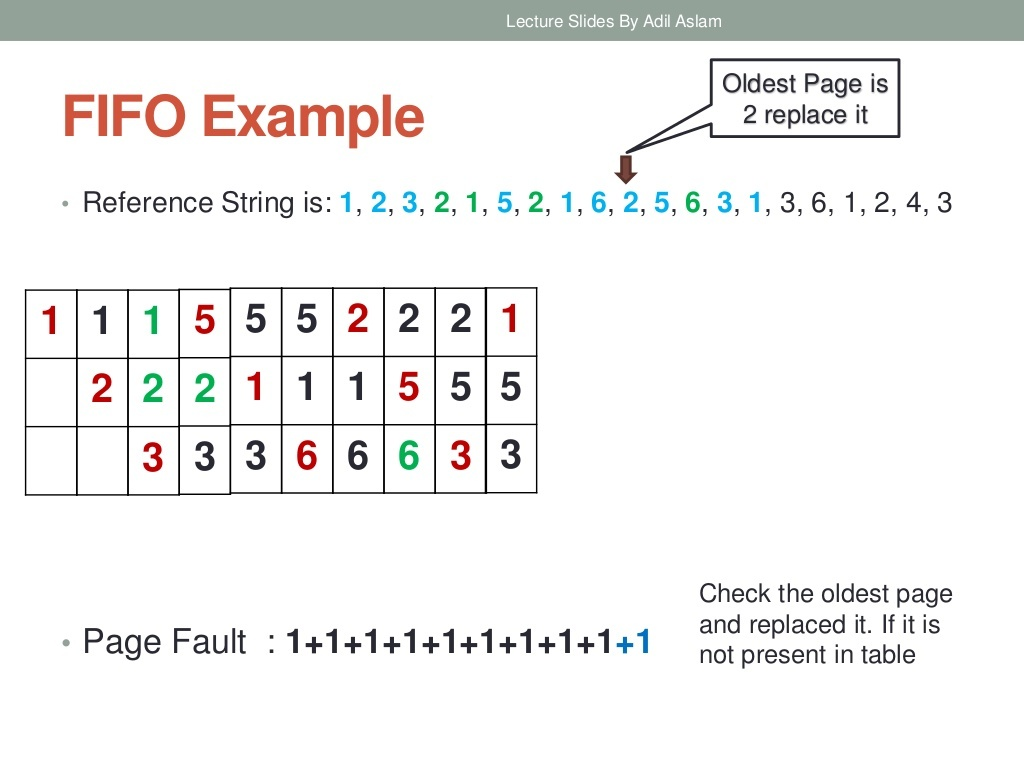 Lecture Slides By Adil Aslam
Oldest Page is
2 replace it
FIFO Example
• Reference String is: 1, 2, 3, 2, 1, 5, 2, 1, 6, 2, 5, 6, 3, 1, 3, 6, 1, 2, 4, 3
1 1 1 5 5 5 2 2 2 1
2 2 2 1 1 1 5 5 5
3 3 3 6 6 6 3 3
Check the oldest page
and replaced it. If it is
not present in table
• Page Fault : 1+1+1+1+1+1+1+1+1+1